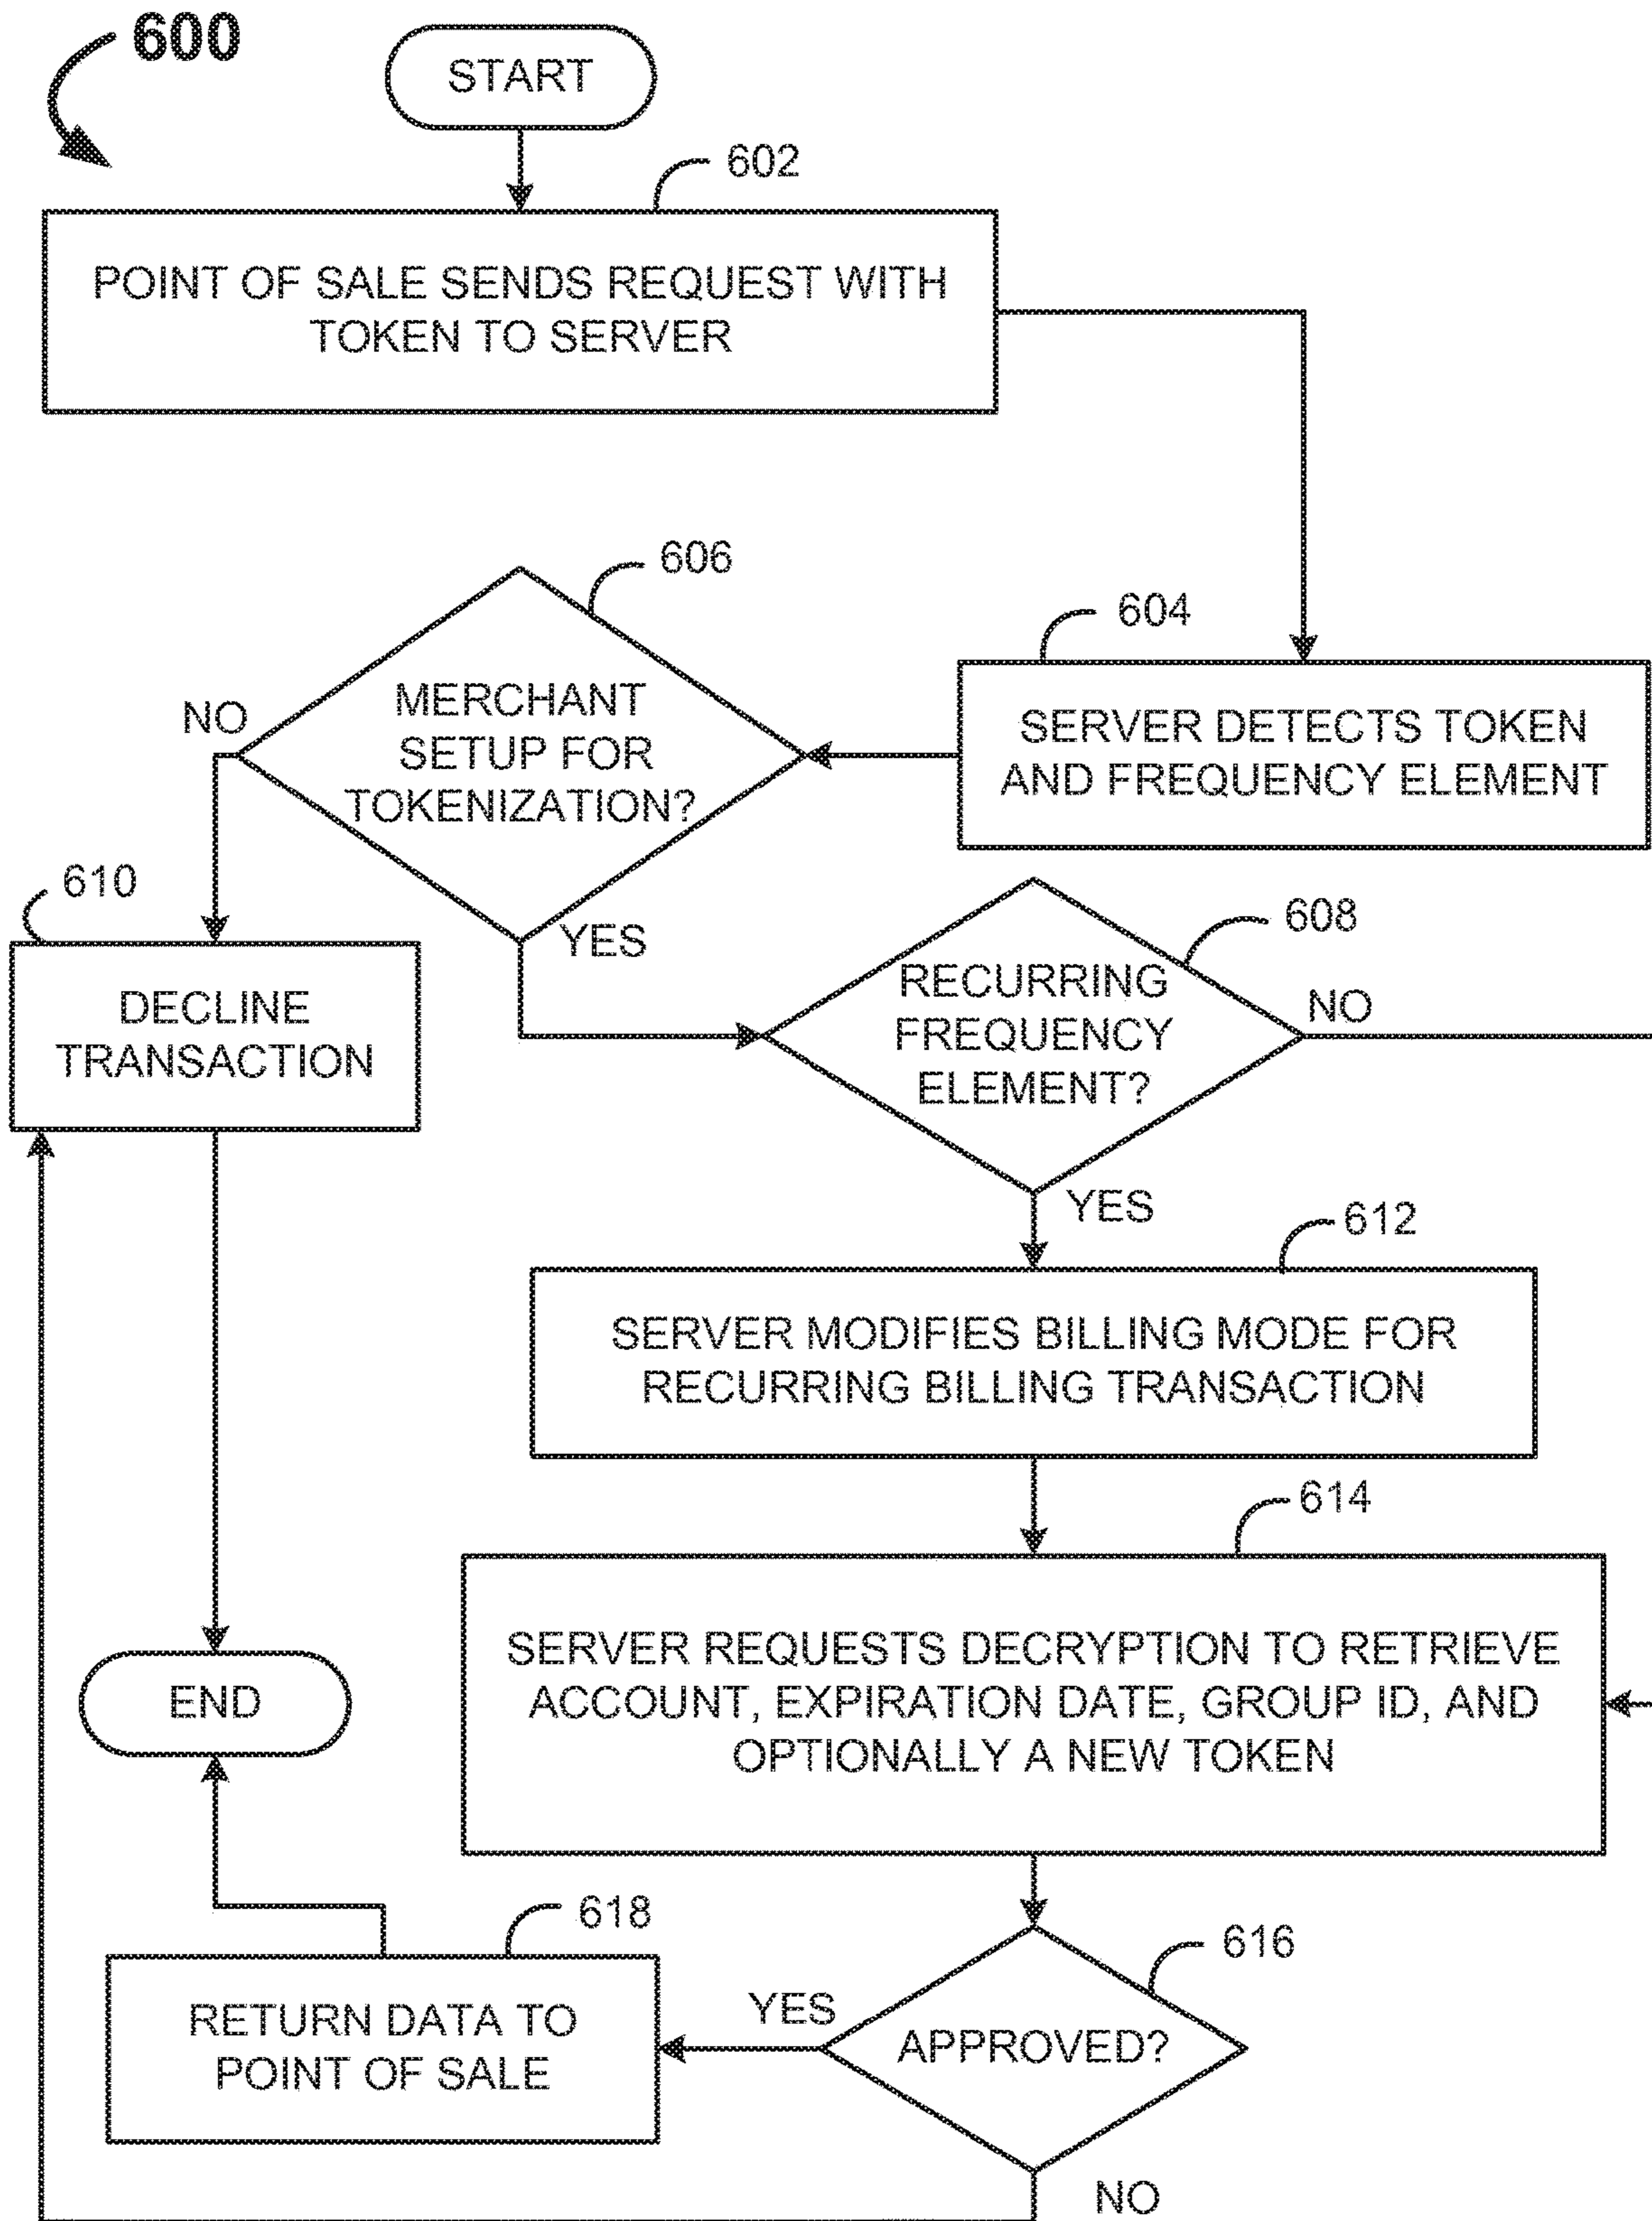 600
START
602
POINT OF SALE SENDS REQUEST WITH
TOKEN TO SERVER
606
604
MERCHANT
SETUP FOR
TOKENIZATION?
NO
SERVER DETECTS TOKEN
AND FREQUENCY ELEMENT
610
YES
608
DECLINE
TRANSACTION
RECURRING
FREQUENCY
ELEMENT?
NO
YES
612
SERVER MODIFIES BILLING MODE FOR
RECURRING BILLING TRANSACTION
614
SERVER REQUESTS DECRYPTION TO RETRIEVE
ACCOUNT, EXPIRATION DATE, GROUP ID, AND
OPTIONALLY A NEW TOKEN
END
618
616
RETURN DATA TO
POINT OF SALE
YES
APPROVED?
NO